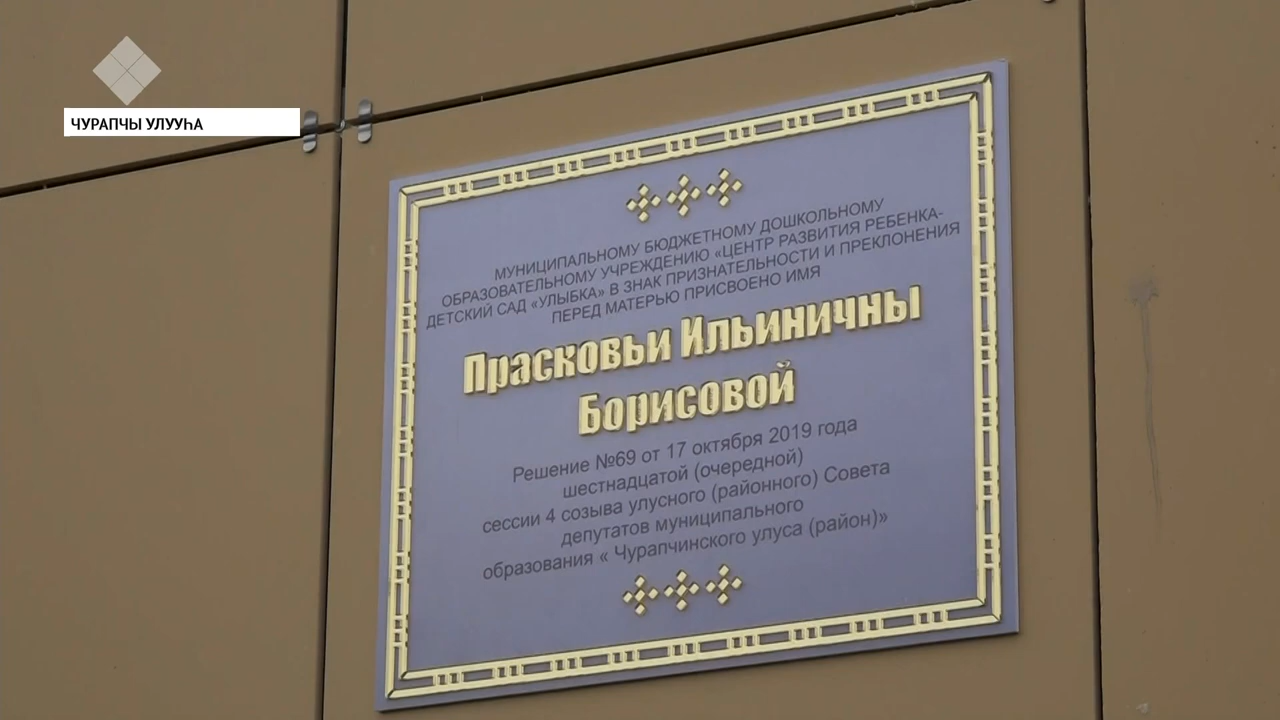 ЧУРАПЧЫ УЛУУҺА
МУНИЦИПАЛЬНОМУ БЮДЖЕТНОМУ ДОШКОЛЬНОМУ
ОБРАЗОВАТЕЛЬНОМУ УЧРЕЖДЕНИЮ «ЦЕНТР РАЗВИТИЯ РЕБЕНКА-
ДЕТСКИЙ САД «УЛЫБКА» В ЗНАК ПРИЗНАТЕЛЬНОСТИ И ПРЕКЛОНЕНИЯ
ПЕРЕД МАТЕРЬЮ ПРИСВОЕНО ИМЯ
Прасковьи Ильиничны
Борисовой
Решение №69 от 17 октября 2019 года
шестнадцатой (очередной)
сессии 4 созыва улусного (районного) Совета
депутатов муниципального
образования « Чурапчинского улуса (район)»